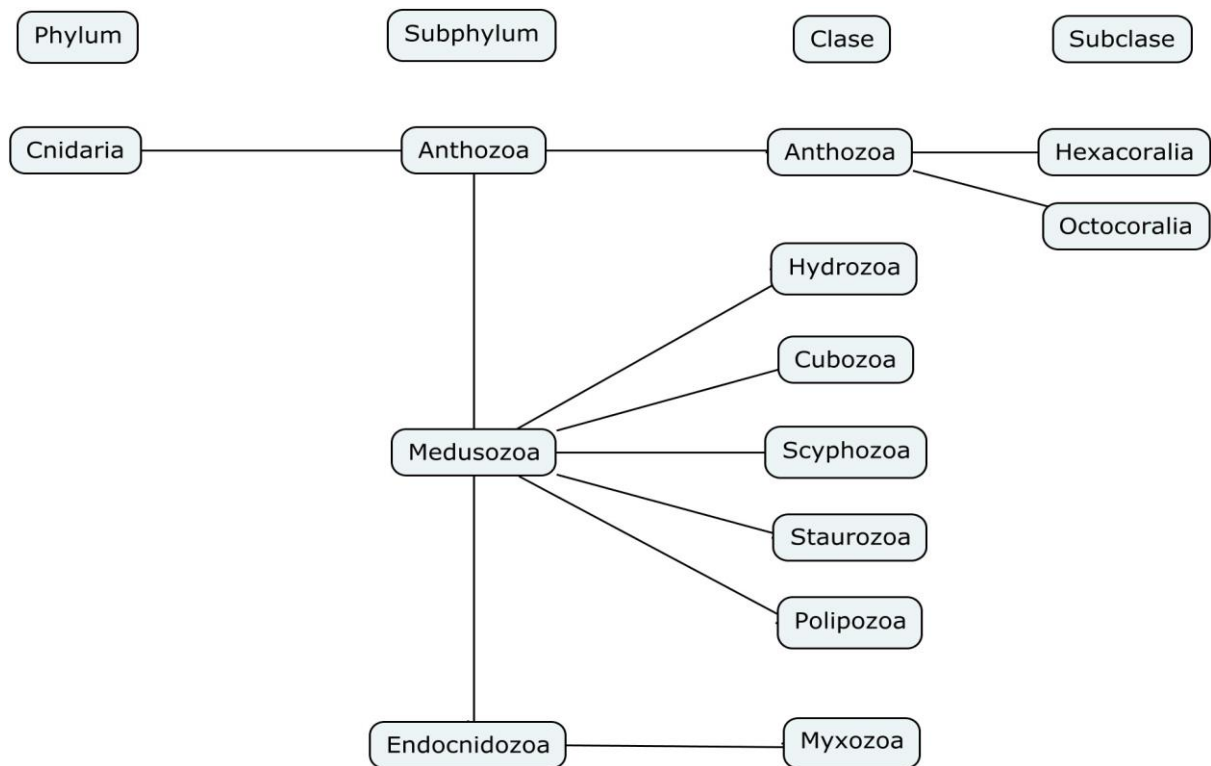 Phylum
Subphylum
Clase
Subclase
Cnidaria
Anthozoa
Anthozoa
Hexacoralia
Octocoralia
Hydrozoa
Cubozoa
Medusozoa
Scyphozoa
Staurozoa
Polipozoa
Endocnidozoa
Myxozoa